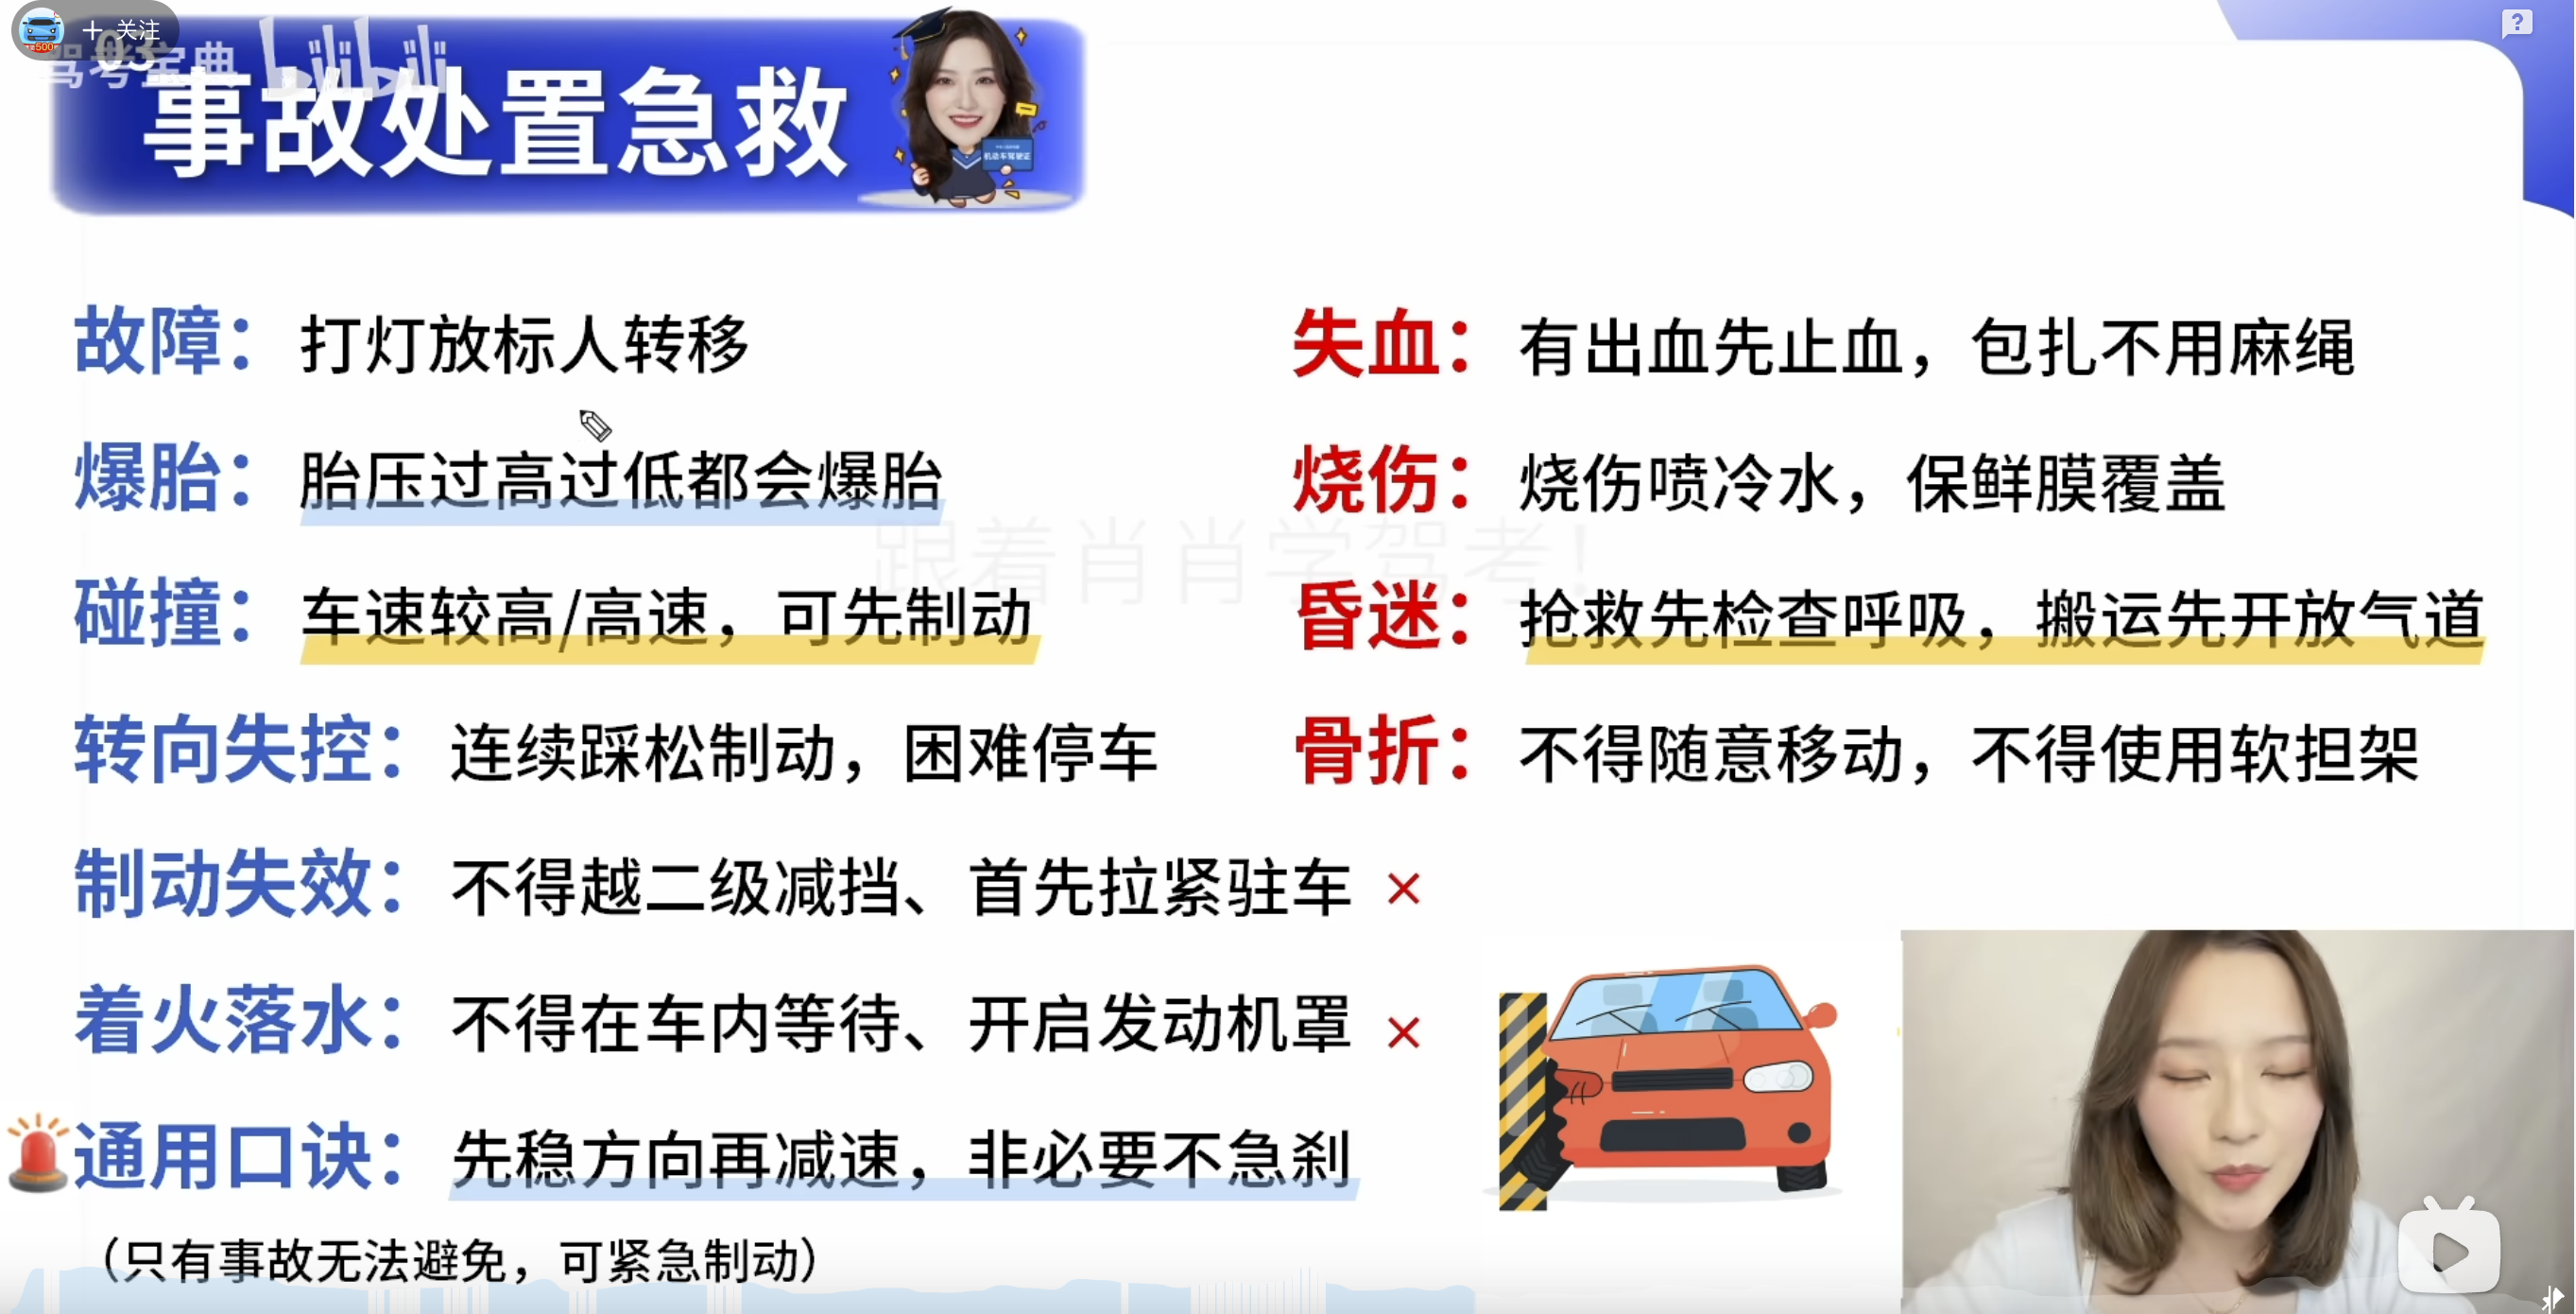 + 关注
03
驾考宝典 bilibili
事故处置急救
机动车驾驶证
故障：打灯放标人转移
爆胎：胎压过高过低都会爆胎
碰撞：车速较高/高速，可先制动
转向失控：连续踩松制动，困难停车
制动失效：不得越二级减挡、首先拉紧驻车 ×
着火落水：不得在车内等待、开启发动机罩 ×
通用口诀：先稳方向再减速，非必要不急刹
（只有事故无法避免，可紧急制动）
失血：有出血先止血，包扎不用麻绳
烧伤：烧伤喷冷水，保鲜膜覆盖
昏迷：抢救先检查呼吸，搬运先开放气道
骨折：不得随意移动，不得使用软担架
跟着肖肖学驾考！